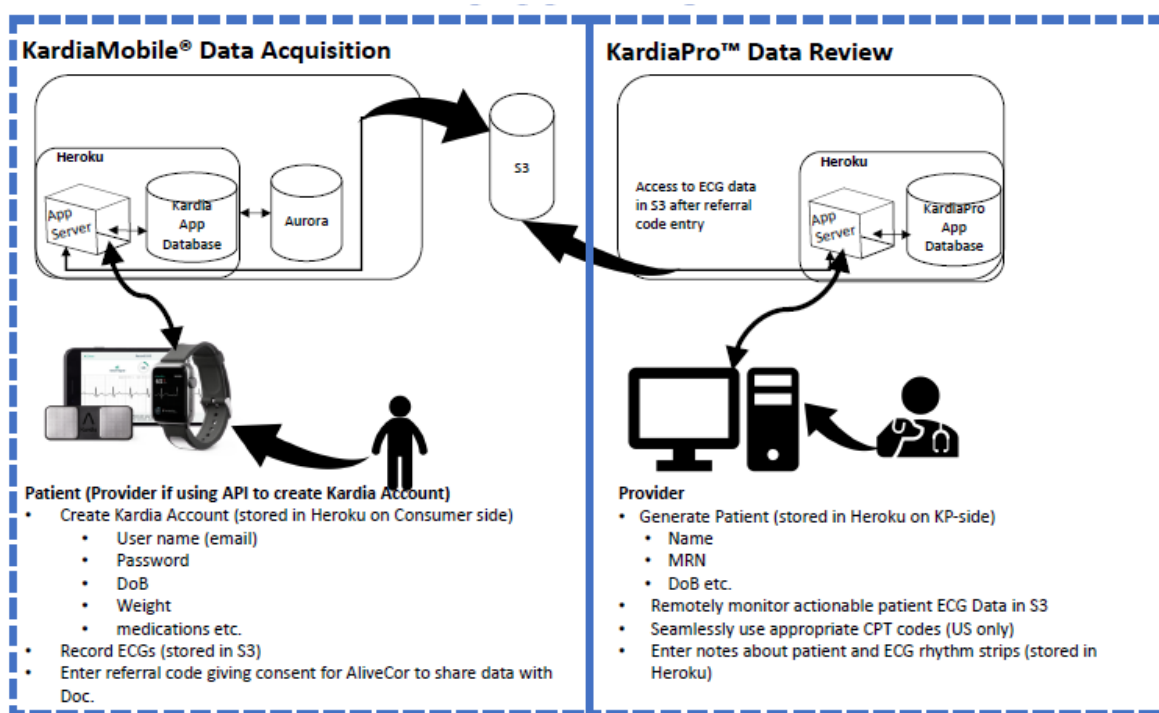 KardiaMobile® Data Acquisition
Heroku
App
Server
Kardia
App
Database
Aurora
S3
Patient (Provider if using API to create Kardia Account)
• Create Kardia Account (stored in Heroku on Consumer side)
• User name (email)
• Password
• DoB
• Weight
• medications etc.
• Record ECGs (stored in S3)
• Enter referral code giving consent for AliveCor to share data with
Doc.
KardiaPro™ Data Review
Access to ECG data
in S3 after referral
code entry
Heroku
App
Server
KardiaPro
App
Database
Provider
• Generate Patient (stored in Heroku on KP-side)
• Name
• MRN
• DoB etc.
• Remotely monitor actionable patient ECG Data in S3
• Seamlessly use appropriate CPT codes (US only)
• Enter notes about patient and ECG rhythm strips (stored in
Heroku)